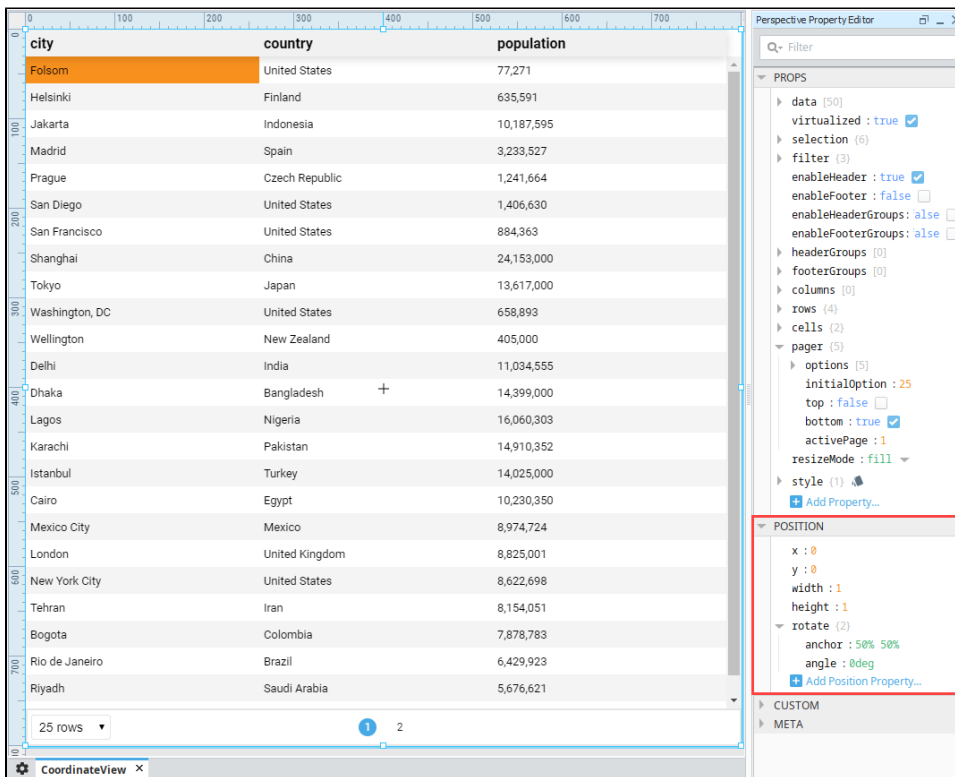 0 100 200 300 400 500 600 700
Perspective Property Editor
0
city country population
Folsom United States 77,271
Helsinki Finland 635,591
100
Jakarta Indonesia 10,187,595
Madrid Spain 3,233,527
Prague Czech Republic 1,241,664
San Diego United States 1,406,630
200
San Francisco United States 884,363
Shanghai China 24,153,000
Tokyo Japan 13,617,000
300
Washington, DC United States 658,893
Wellington New Zealand 405,000
Delhi India 11,034,555
400
Dhaka Bangladesh 14,399,000
Lagos Nigeria 16,060,303
Karachi Pakistan 14,910,352
Istanbul Turkey 14,025,000
500
Cairo Egypt 10,230,350
Mexico City Mexico 8,974,724
London United Kingdom 8,825,001
600
New York City United States 8,622,698
Tehran Iran 8,154,051
Bogota Colombia 7,878,783
700
Rio de Janeiro Brazil 6,429,923
Riyadh Saudi Arabia 5,676,621
25 rows 1 2
CoordinateView ×
Filter
PROPS
data [50]
virtualized : true
selection {6}
filter {3}
enableHeader : true
enableFooter : false
enableHeaderGroups: alse
enableFooterGroups: alse
headerGroups [0]
footerGroups [0]
columns [0]
rows {4}
cells {2}
pager {5}
options [5]
initialOption : 25
top : false
bottom : true
activePage : 1
resizeMode : fill
style {1}
Add Property...
POSITION
x : 0
y : 0
width : 1
height : 1
rotate {2}
anchor : 50% 50%
angle : 0deg
Add Position Property...
CUSTOM
META